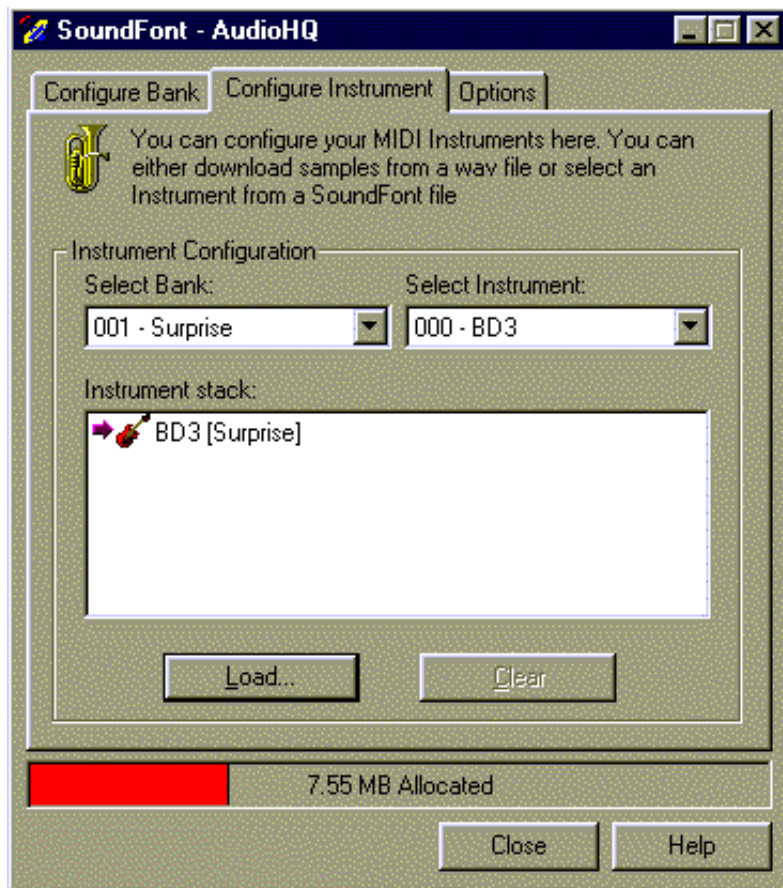 SoundFont - AudioHQ
Configure Bank Configure Instrument Options
You can configure your MIDI Instruments here. You can
either download samples from a wav file or select an
Instrument from a SoundFont file
Instrument Configuration
Select Bank: Select Instrument:
001 - Surprise 000 - BD3
Instrument stack:
BD3 [Surprise]
Load... Clear
7.55 MB Allocated
Close Help